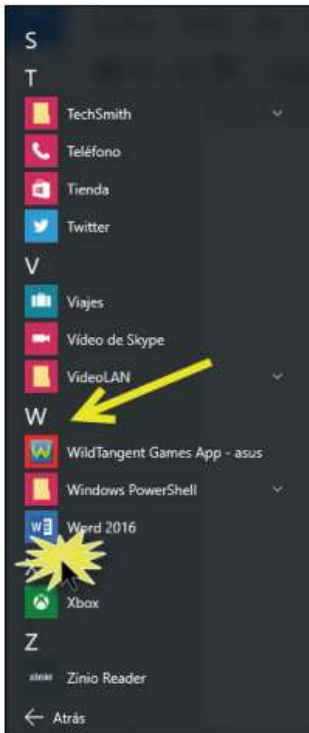 S
T
TechSmith
Teléfono
Tienda
Twitter
V
Viajes
Vídeo de Skype
VideoLAN
W
WildTangent Games App - asus
Windows PowerShell
Word 2016
X
Xbox
Z
zinio Zinio Reader
Atrás